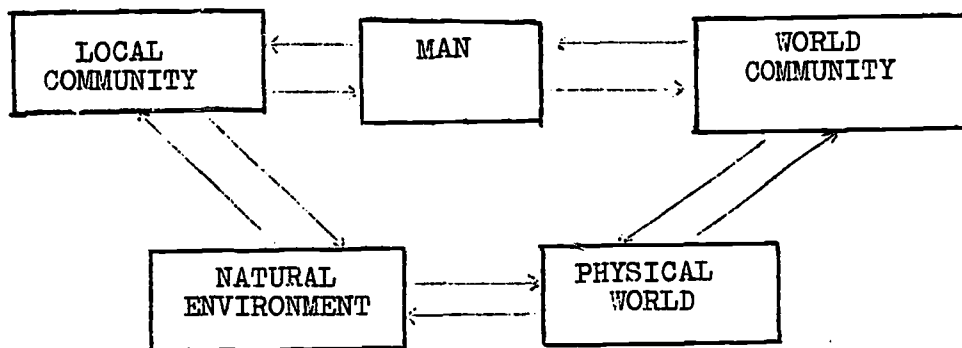 LOCAL
COMMUNITY
MAN
WORLD
COMMUNITY
NATURAL
ENVIRONMENT
PHYSICAL
WORLD